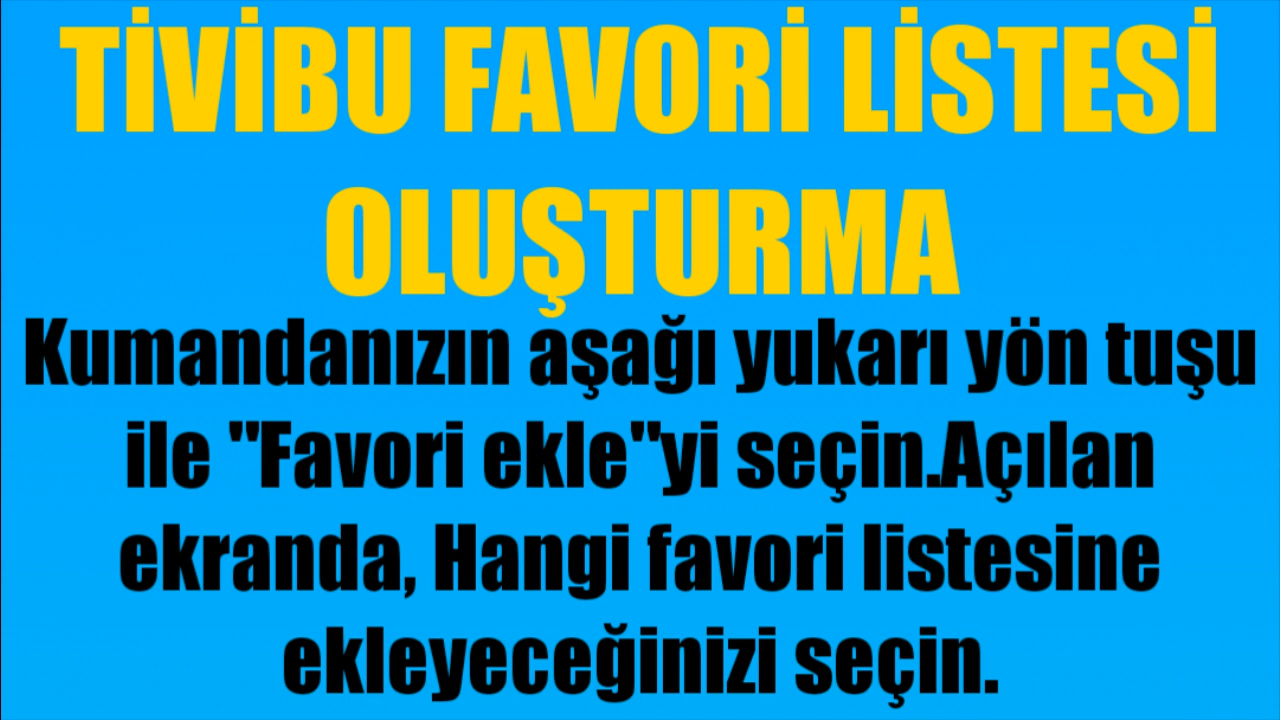 TİVİBU FAVORİ LİSTESİ
OLUŞTURMA
Kumandanızın aşağı yukarı yön tuşu
ile "Favori ekle"yi seçin.Açılan
ekranda, Hangi favori listesine
ekleyeceğinizi seçin.